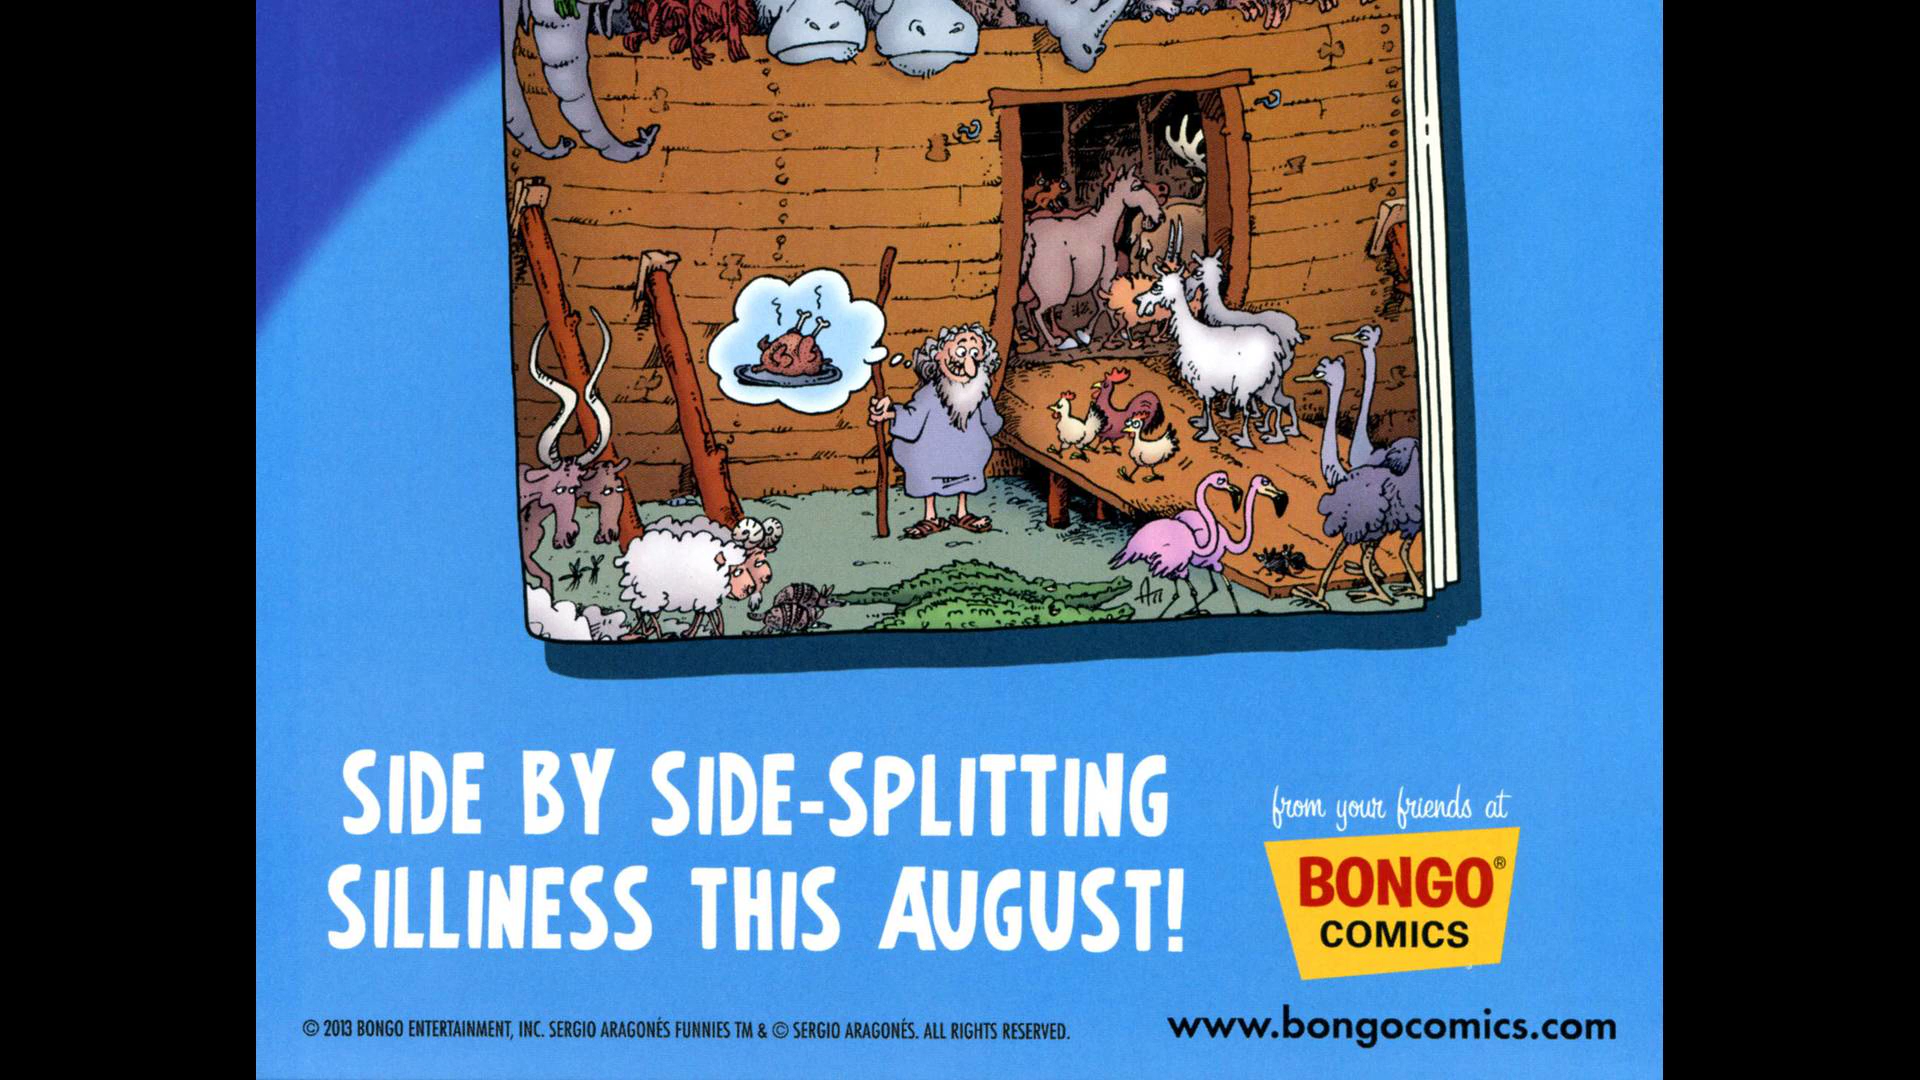 SIDE BY SIDE-SPLITTING
SILLINESS THIS AUGUST!
from your friends at
BONGO®
COMICS
© 2013 BONGO ENTERTAINMENT, INC. SERGIO ARAGONÉS FUNNIES TM & © SERGIO ARAGONÉS. ALL RIGHTS RESERVED.
www.bongocomics.com